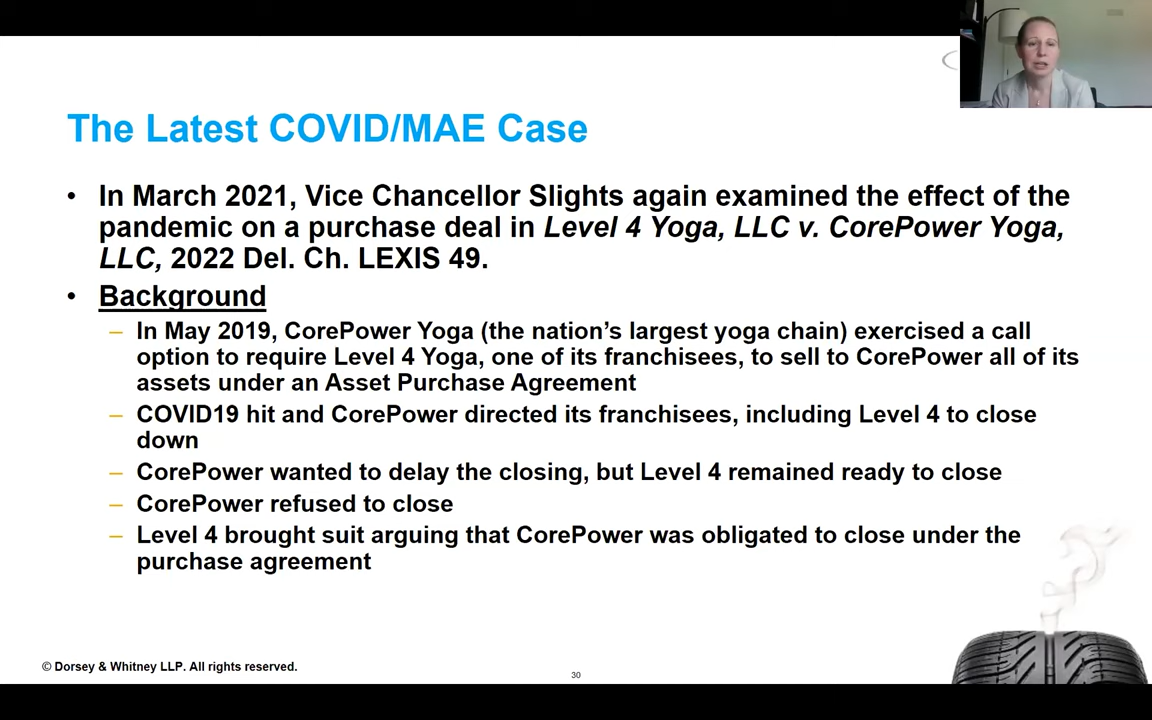 The Latest COVID/MAE Case
• In March 2021, Vice Chancellor Slights again examined the effect of the
pandemic on a purchase deal in Level 4 Yoga, LLC v. CorePower Yoga,
LLC, 2022 Del. Ch. LEXIS 49.
• Background
– In May 2019, CorePower Yoga (the nation’s largest yoga chain) exercised a call
option to require Level 4 Yoga, one of its franchisees, to sell to CorePower all of its
assets under an Asset Purchase Agreement
– COVID19 hit and CorePower directed its franchisees, including Level 4 to close
down
– CorePower wanted to delay the closing, but Level 4 remained ready to close
– CorePower refused to close
– Level 4 brought suit arguing that CorePower was obligated to close under the
purchase agreement
© Dorsey & Whitney LLP. All rights reserved.
30